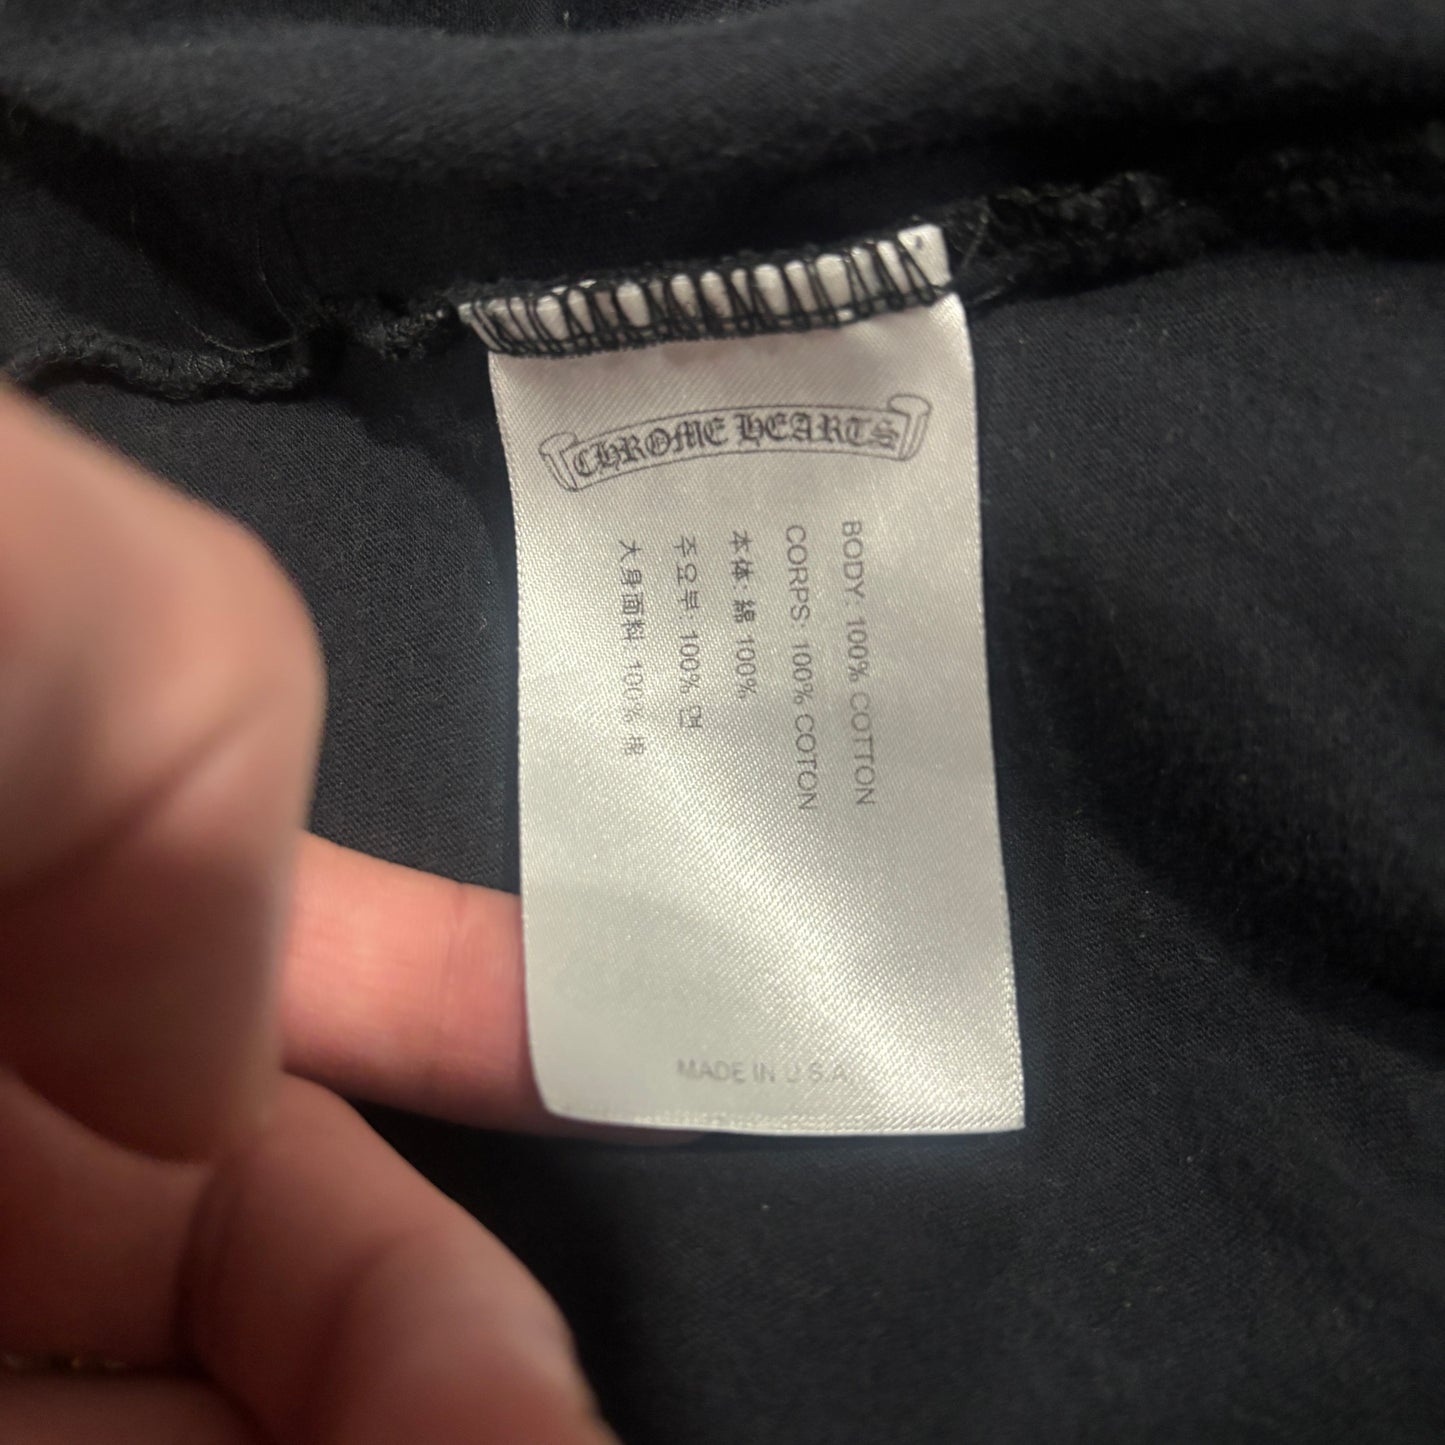 CHROME HEARTS
BODY: 100% COTTON
CORPS: 100% COTON
本体: 綿 100%
주요부: 100% 면
大身面料: 100% 棉
MADE IN U.S.A.